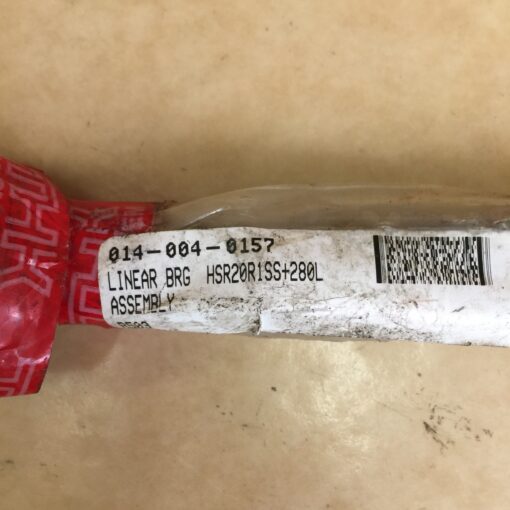 014-004-0157
LINEAR BRG HSR20R1SS+280L
ASSEMBLY